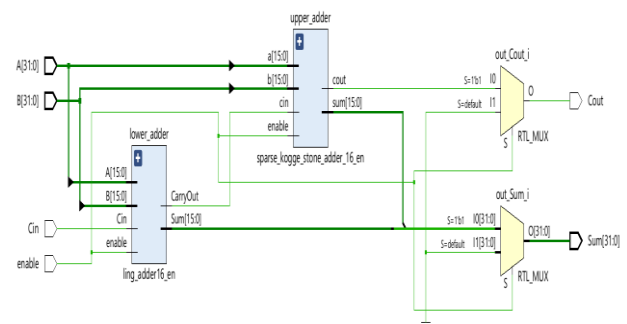 upper_adder
A[31:0]
a[15:0]
b[15:0]
cin
enable
cout
sum[15:0]
sparse_kogge_stone_adder_16_en
B[31:0]
lower_adder
A[15:0]
B[15:0]
Cin
enable
CarryOut
Sum[15:0]
ling_adder16_en
Cin
enable
out_Cout_i
S=1'b1
I0
S=default
I1
O
S
RTL_MUX
Cout
out_Sum_i
S=1'b1
I0[31:0]
S=default
I1[31:0]
O[31:0]
S
RTL_MUX
Sum[31:0]